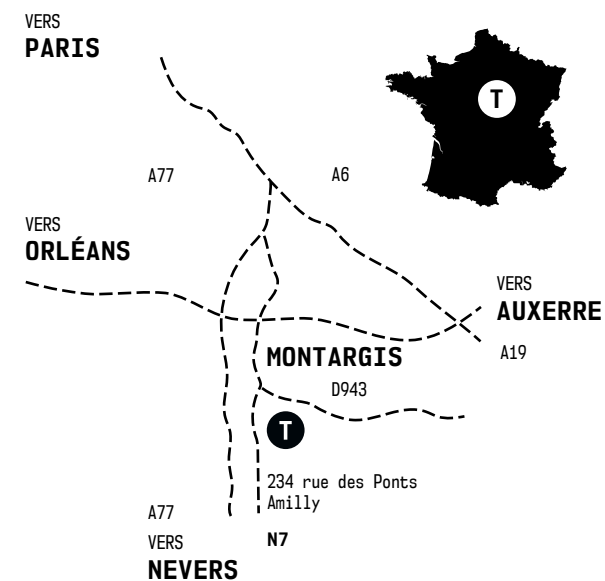 VERS
PARIS
T
A77
A6
VERS
ORLÉANS
VERS
AUXERRE
A19
MONTARGIS
D943
T
234 rue des Ponts
Amilly
A77
VERS
NEVERS
N7